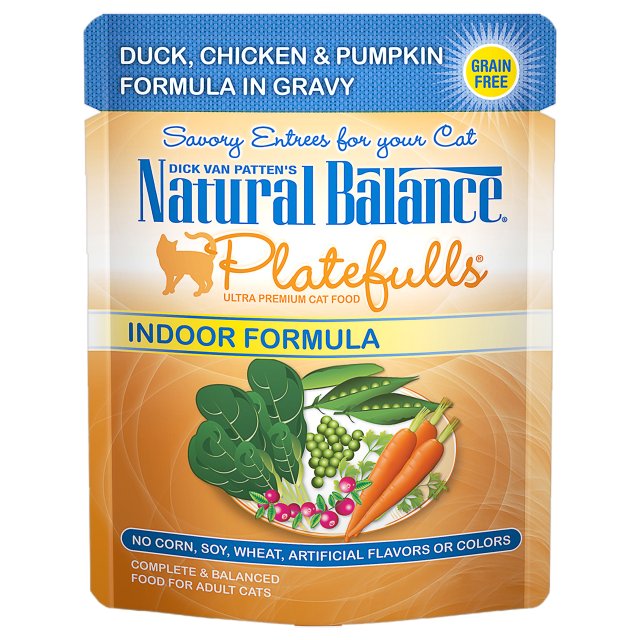 DUCK, CHICKEN & PUMPKIN
FORMULA IN GRAVY
GRAIN
FREE
Savory Entrees for your Cat
DICK VAN PATTEN'S
Natural Balance®
Platefulls®
ULTRA PREMIUM CAT FOOD
INDOOR FORMULA
NO CORN, SOY, WHEAT, ARTIFICIAL FLAVORS OR COLORS
COMPLETE & BALANCED
FOOD FOR ADULT CATS